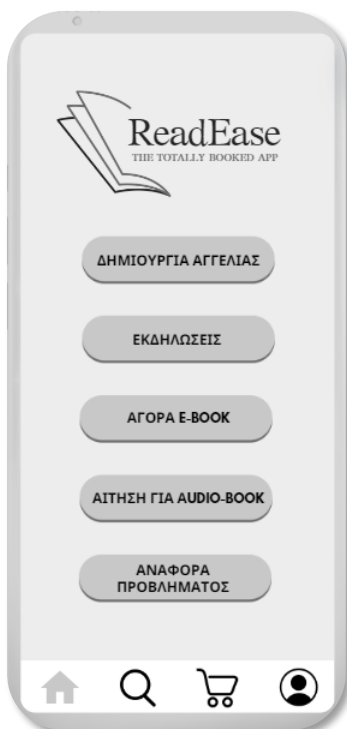 ReadEase
THE TOTALLY BOOKED APP
ΔΗΜΙΟΥΡΓΙΑ ΑΓΓΕΛΙΑΣ
ΕΚΔΗΛΩΣΕΙΣ
ΑΓΟΡΑ E-BOOK
ΑΙΤΗΣΗ ΓΙΑ AUDIO-BOOK
ΑΝΑΦΟΡΑ
ΠΡΟΒΛΗΜΑΤΟΣ